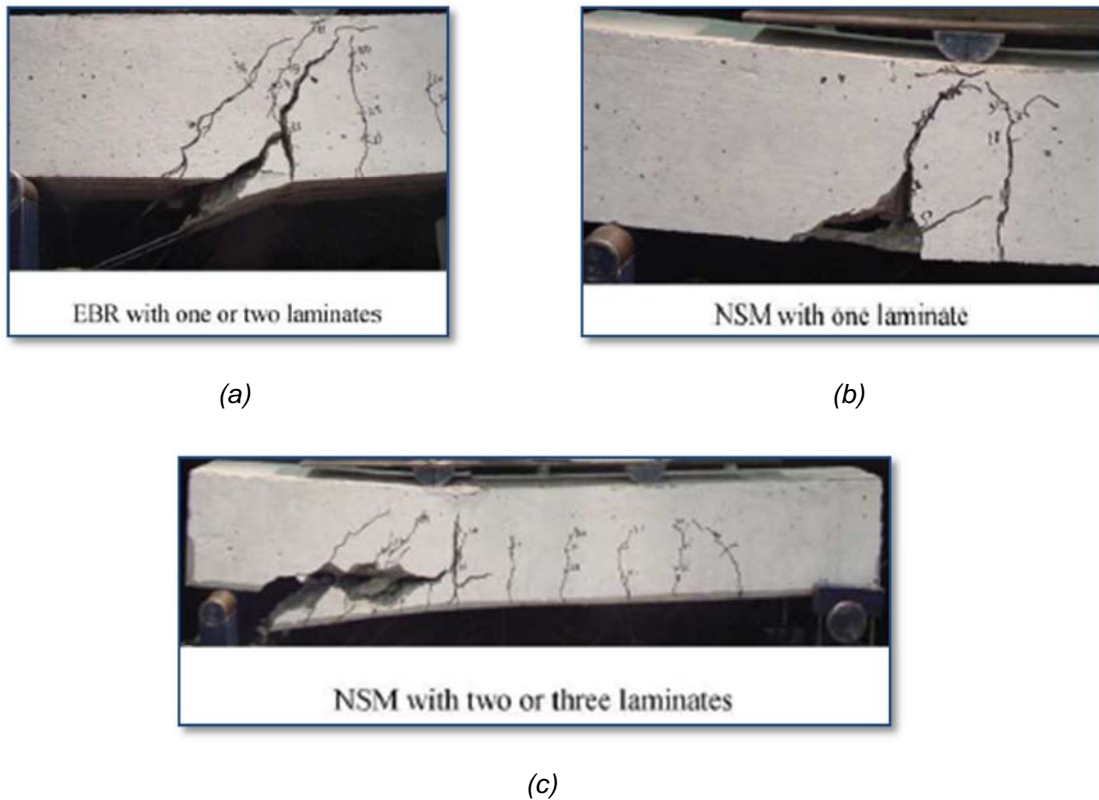 EBR with one or two laminates
NSM with one laminate
(a)
(b)
NSM with two or three laminates
(c)